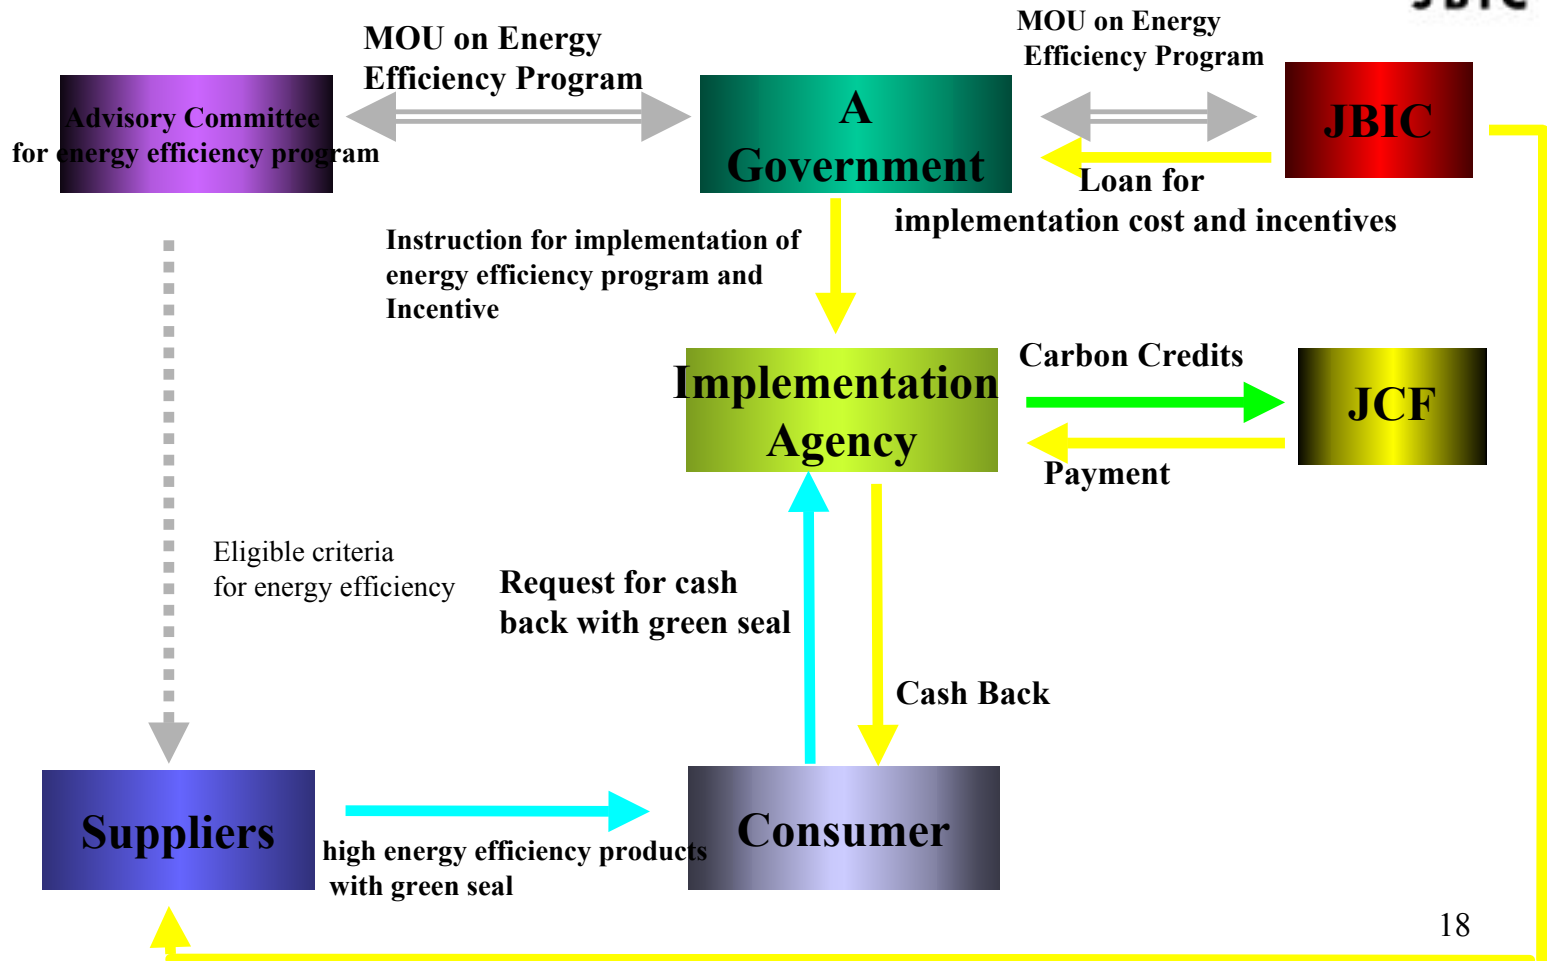 JBIC
MOU on Energy
Efficiency Program
MOU on Energy
Efficiency Program
Advisory Committee
for energy efficiency program
A
Government
JBIC
Loan for
implementation cost and incentives
Instruction for implementation of
energy efficiency program and
Incentive
Implementation
Agency
Carbon Credits
JCF
Payment
Eligible criteria
for energy efficiency
Request for cash
back with green seal
Cash Back
Suppliers
high energy efficiency products
with green seal
Consumer
18